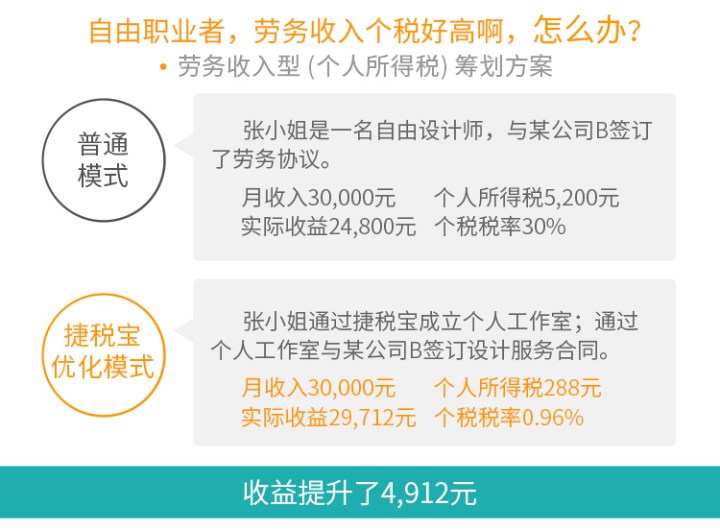 自由职业者，劳务收入个税好高啊，怎么办？
• 劳务收入型 (个人所得税) 筹划方案
普通
模式
张小姐是一名自由设计师，与某公司B签订
了劳务协议。
月收入30,000元 个人所得税5,200元
实际收益24,800元 个税税率30%
捷税宝
优化模式
张小姐通过捷税宝成立个人工作室；通过
个人工作室与某公司B签订设计服务合同。
月收入30,000元 个人所得税288元
实际收益29,712元 个税税率0.96%
收益提升了4,912元